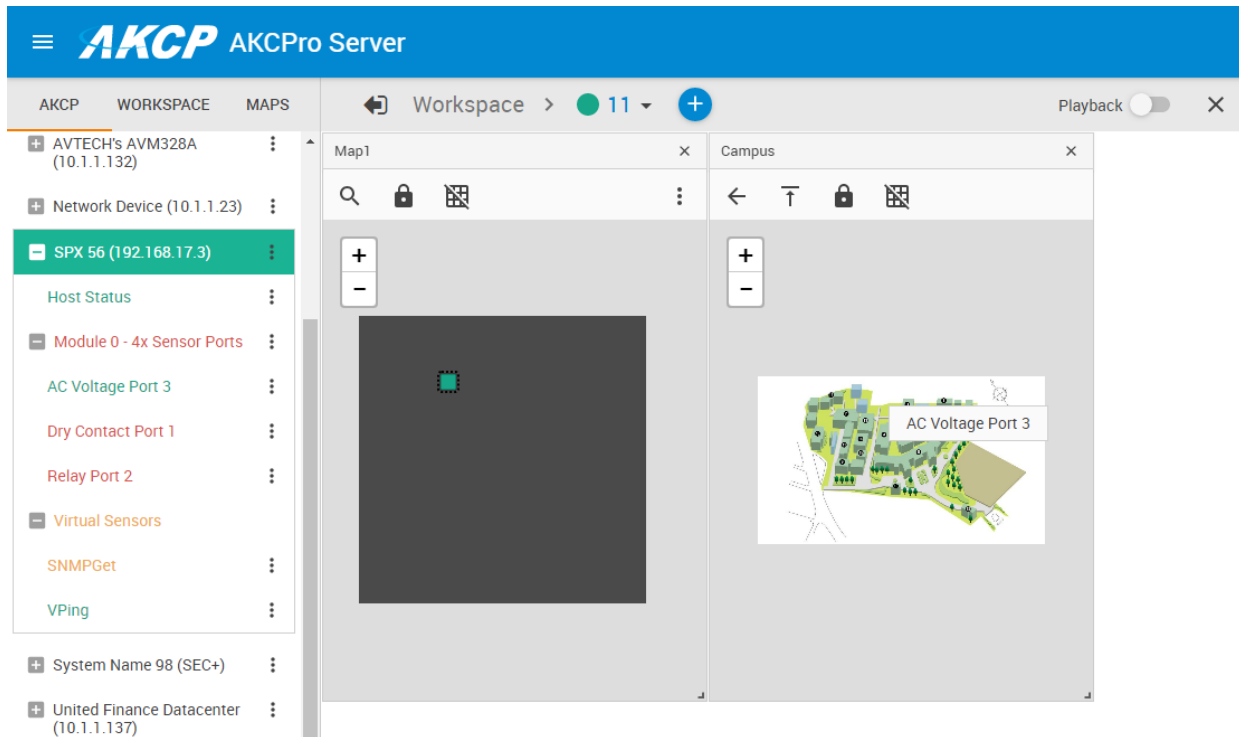 AKCP AKCPro Server
AKCP WORKSPACE MAPS
Workspace > 11
Playback
AVTECH's AVM328A
(10.1.1.132)
Network Device (10.1.1.23)
SPX 56 (192.168.17.3)
Host Status
Module 0 - 4x Sensor Ports
AC Voltage Port 3
Dry Contact Port 1
Relay Port 2
Virtual Sensors
SNMPGet
VPing
System Name 98 (SEC+)
United Finance Datacenter
(10.1.1.137)
Map1
Campus
AC Voltage Port 3